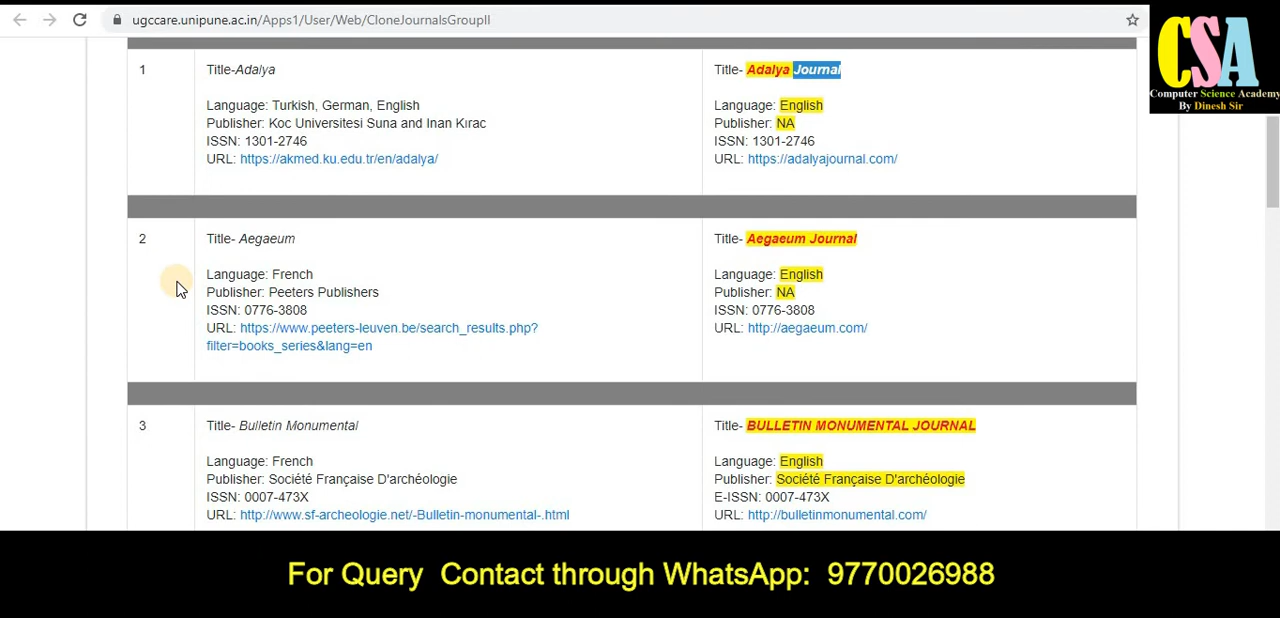 ugccare.unipune.ac.in/Apps1/User/Web/CloneJournalsGroupII
CSA
Computer Science Academy
By Dinesh Sir
1
Title-Adalya
Language: Turkish, German, English
Publisher: Koc Universitesi Suna and Inan Kırac
ISSN: 1301-2746
URL: https://akmed.ku.edu.tr/en/adalya/
Title- Adalya Journal
Language: English
Publisher: NA
ISSN: 1301-2746
URL: https://adalyajournal.com/
2
Title- Aegaeum
Language: French
Publisher: Peeters Publishers
ISSN: 0776-3808
URL: https://www.peeters-leuven.be/search_results.php?
filter=books_series&lang=en
Title- Aegaeum Journal
Language: English
Publisher: NA
ISSN: 0776-3808
URL: http://aegaeum.com/
3
Title- Bulletin Monumental
Language: French
Publisher: Société Française D'archéologie
ISSN: 0007-473X
URL: http://www.sf-archeologie.net/-Bulletin-monumental-.html
Title- BULLETIN MONUMENTAL JOURNAL
Language: English
Publisher: Société Française D'archéologie
E-ISSN: 0007-473X
URL: http://bulletinmonumental.com/
For Query Contact through WhatsApp: 9770026988